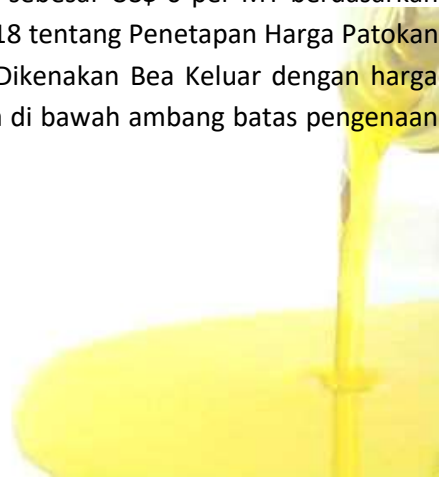 sebesar US$ 0 per MT berdasarkan
18 tentang Penetapan Harga Patokan
Dikenakan Bea Keluar dengan harga
di bawah ambang batas pengenaan